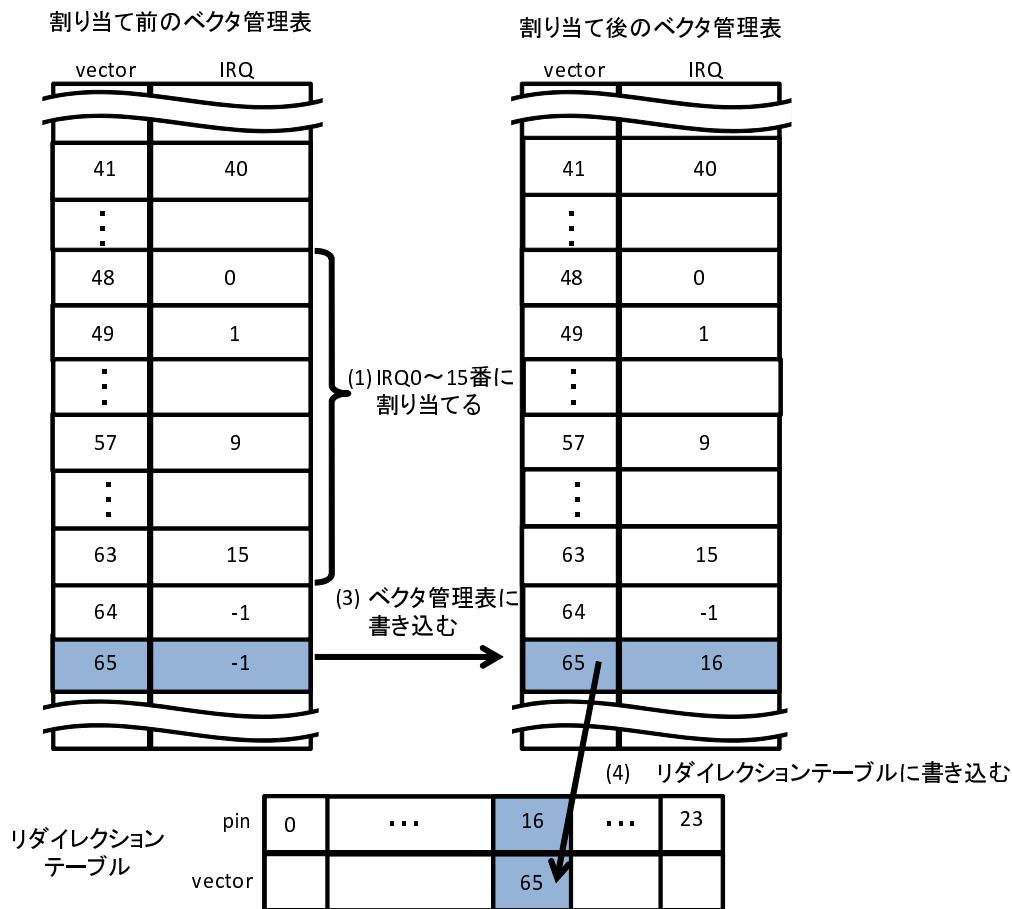 割り当て前のベクタ管理表
割り当て後のベクタ管理表
vector IRQ
vector IRQ
41 40
41 40
⋮
⋮
48 0
48 0
49 1
49 1
⋮
⋮
(1) IRQ0～15番に
割り当てる
57 9
57 9
⋮
⋮
63 15
63 15
64 -1
64 -1
(3) ベクタ管理表に
書き込む
65 -1
65 16
(4) リダイレクションテーブルに書き込む
リダイレクション
テーブル
pin 0 … 16 … 23
vector 65